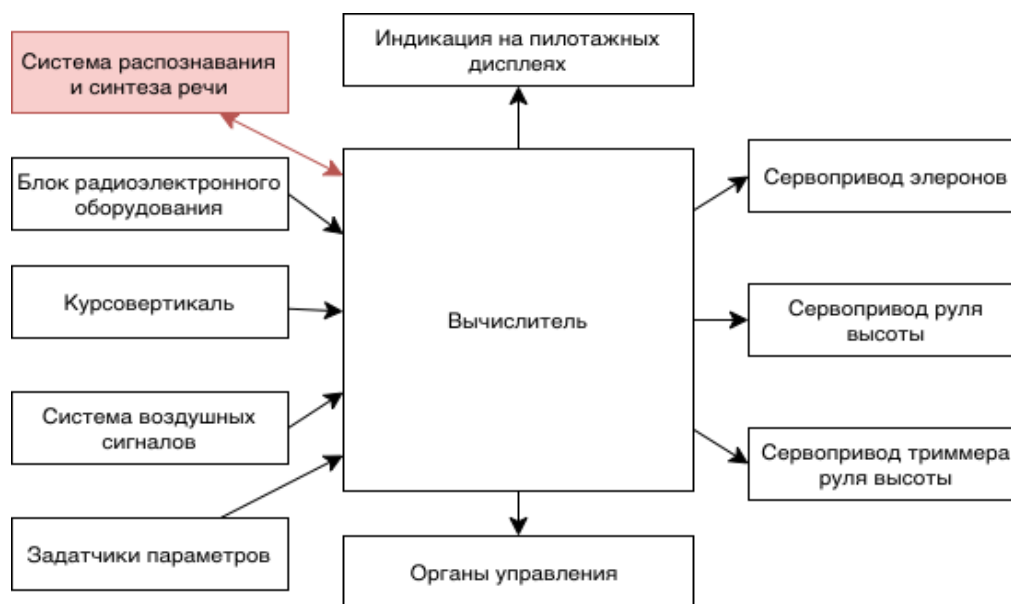 Система распознавания
и синтеза речи
Индикация на пилотажных
дисплеях
Блок радиоэлектронного
оборудования
Курсовертикаль
Система воздушных
сигналов
Задатчики параметров
Вычислитель
Органы управления
Сервопривод элеронов
Сервопривод руля
высоты
Сервопривод триммера
руля высоты